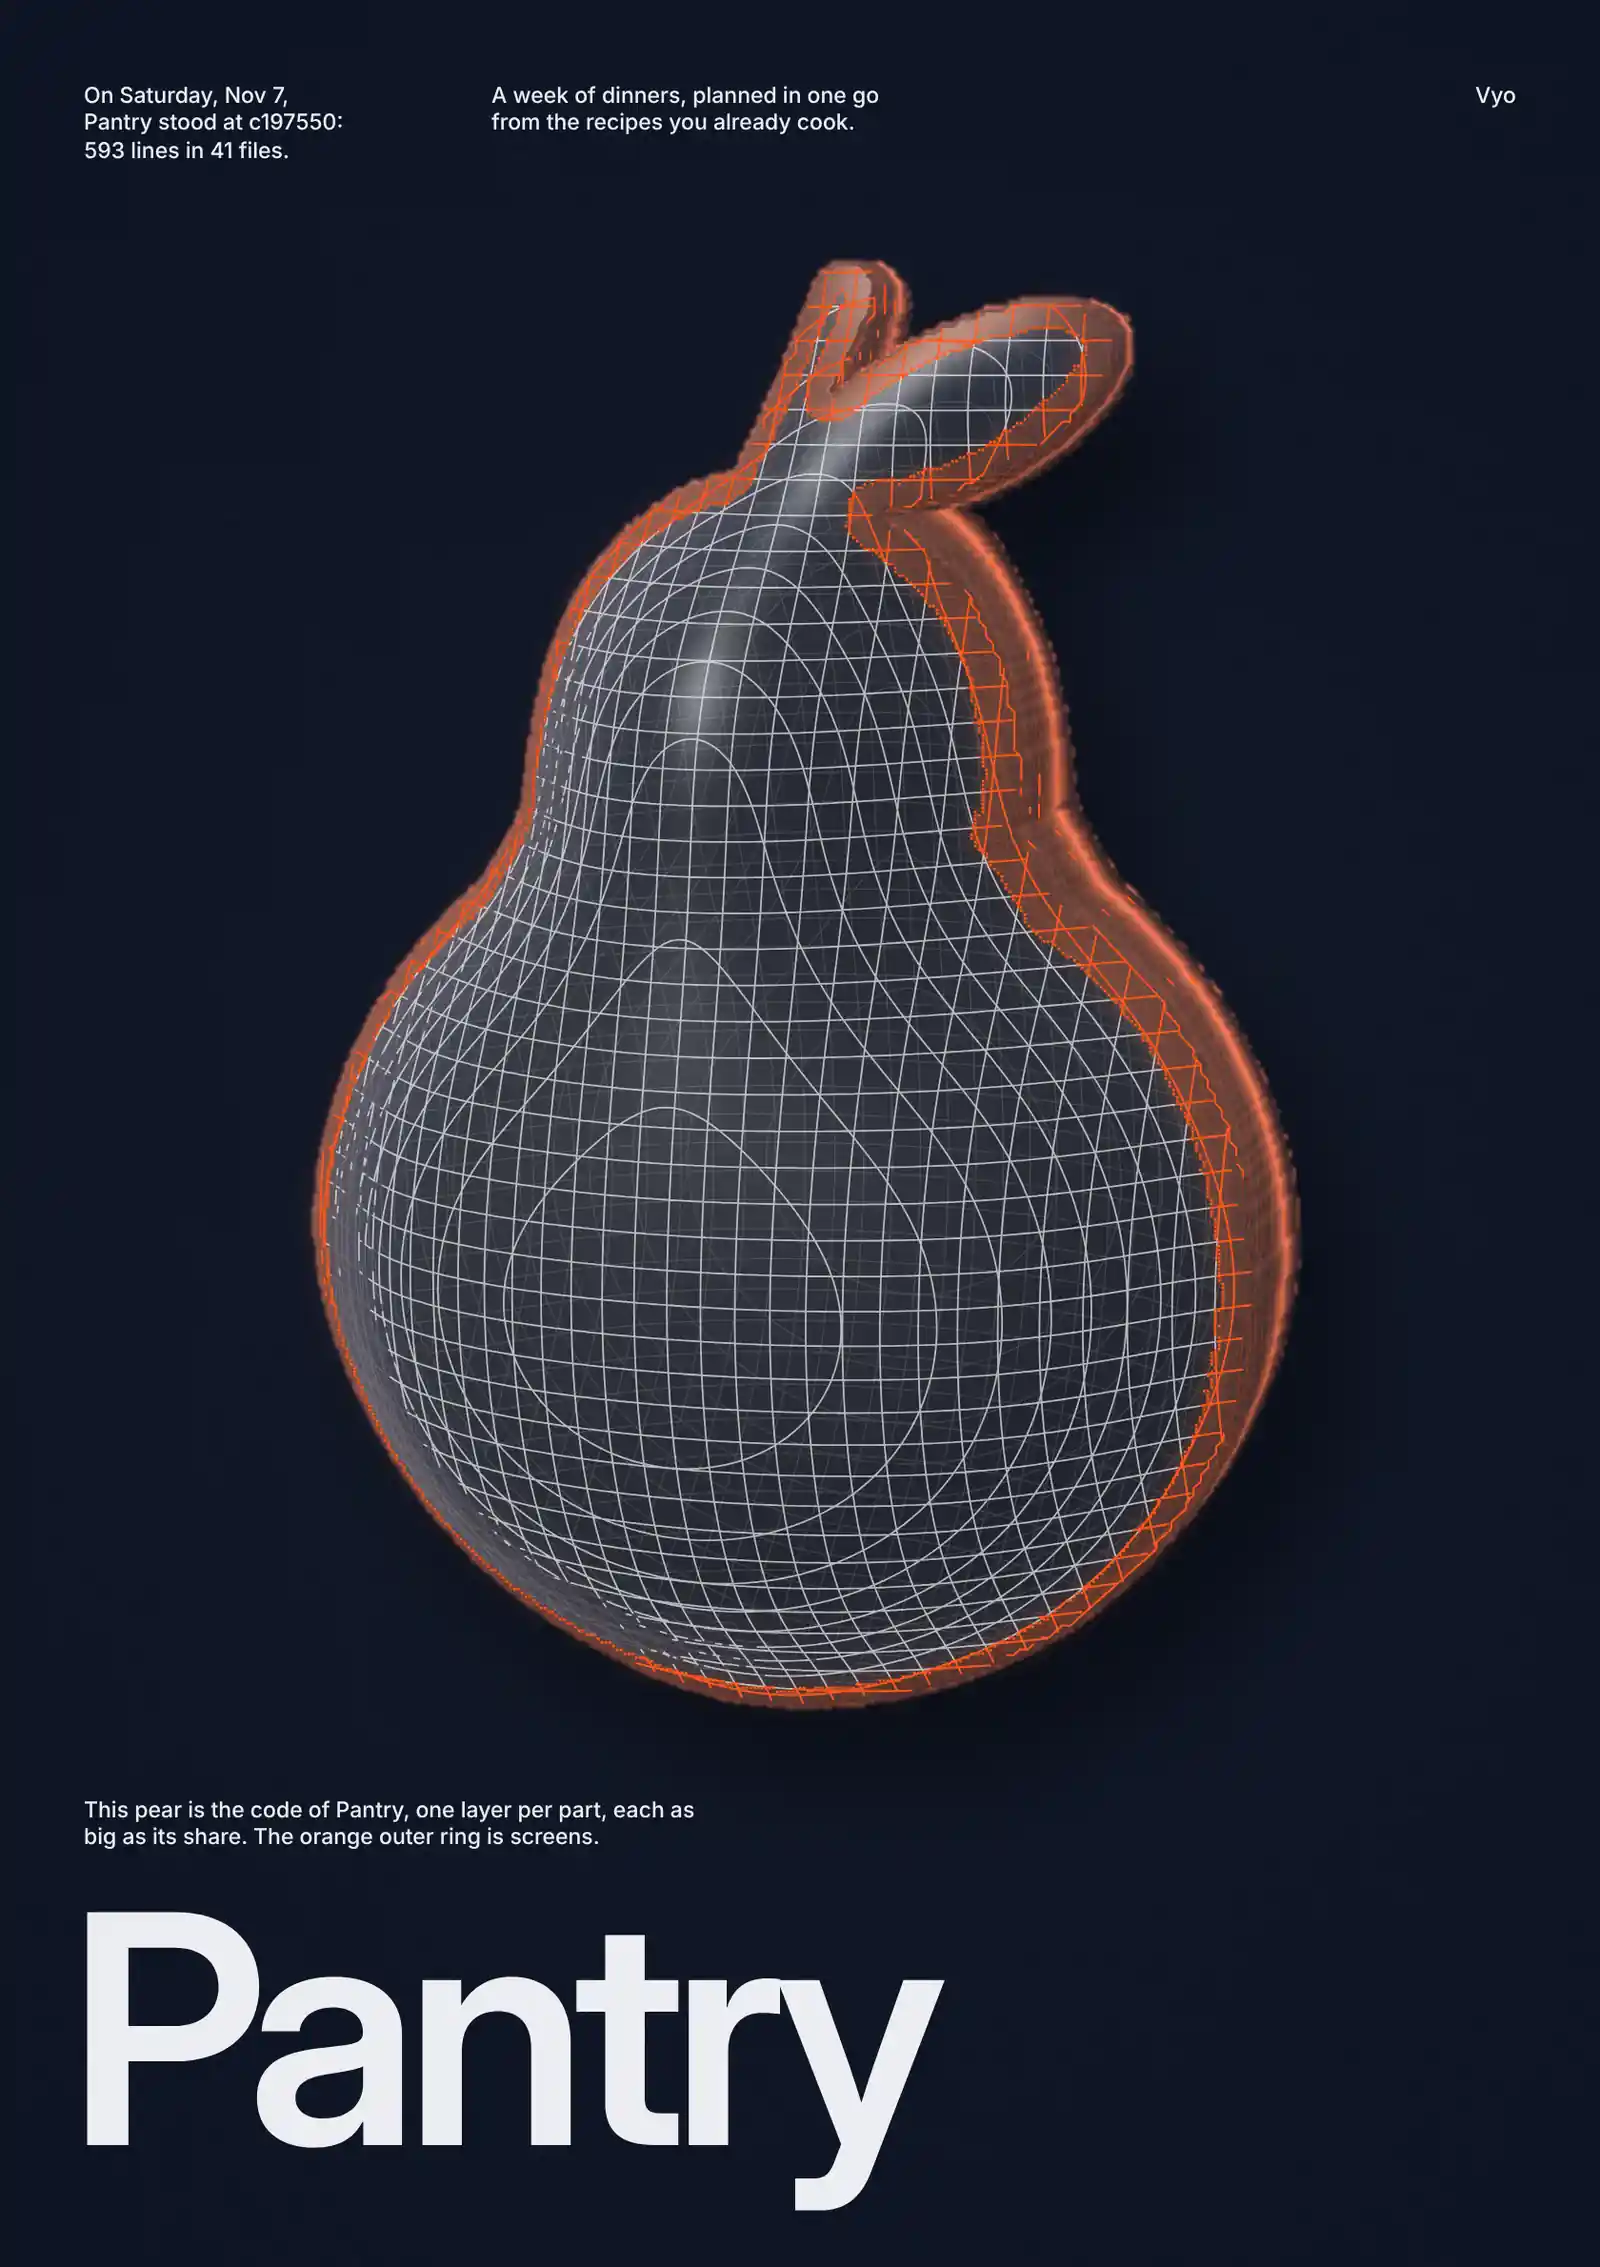 On Saturday, Nov 7,
Pantry stood at c197550:
593 lines in 41 files.
A week of dinners, planned in one go
from the recipes you already cook.
Vyo
This pear is the code of Pantry, one layer per part, each as
big as its share. The orange outer ring is screens.
Pantry